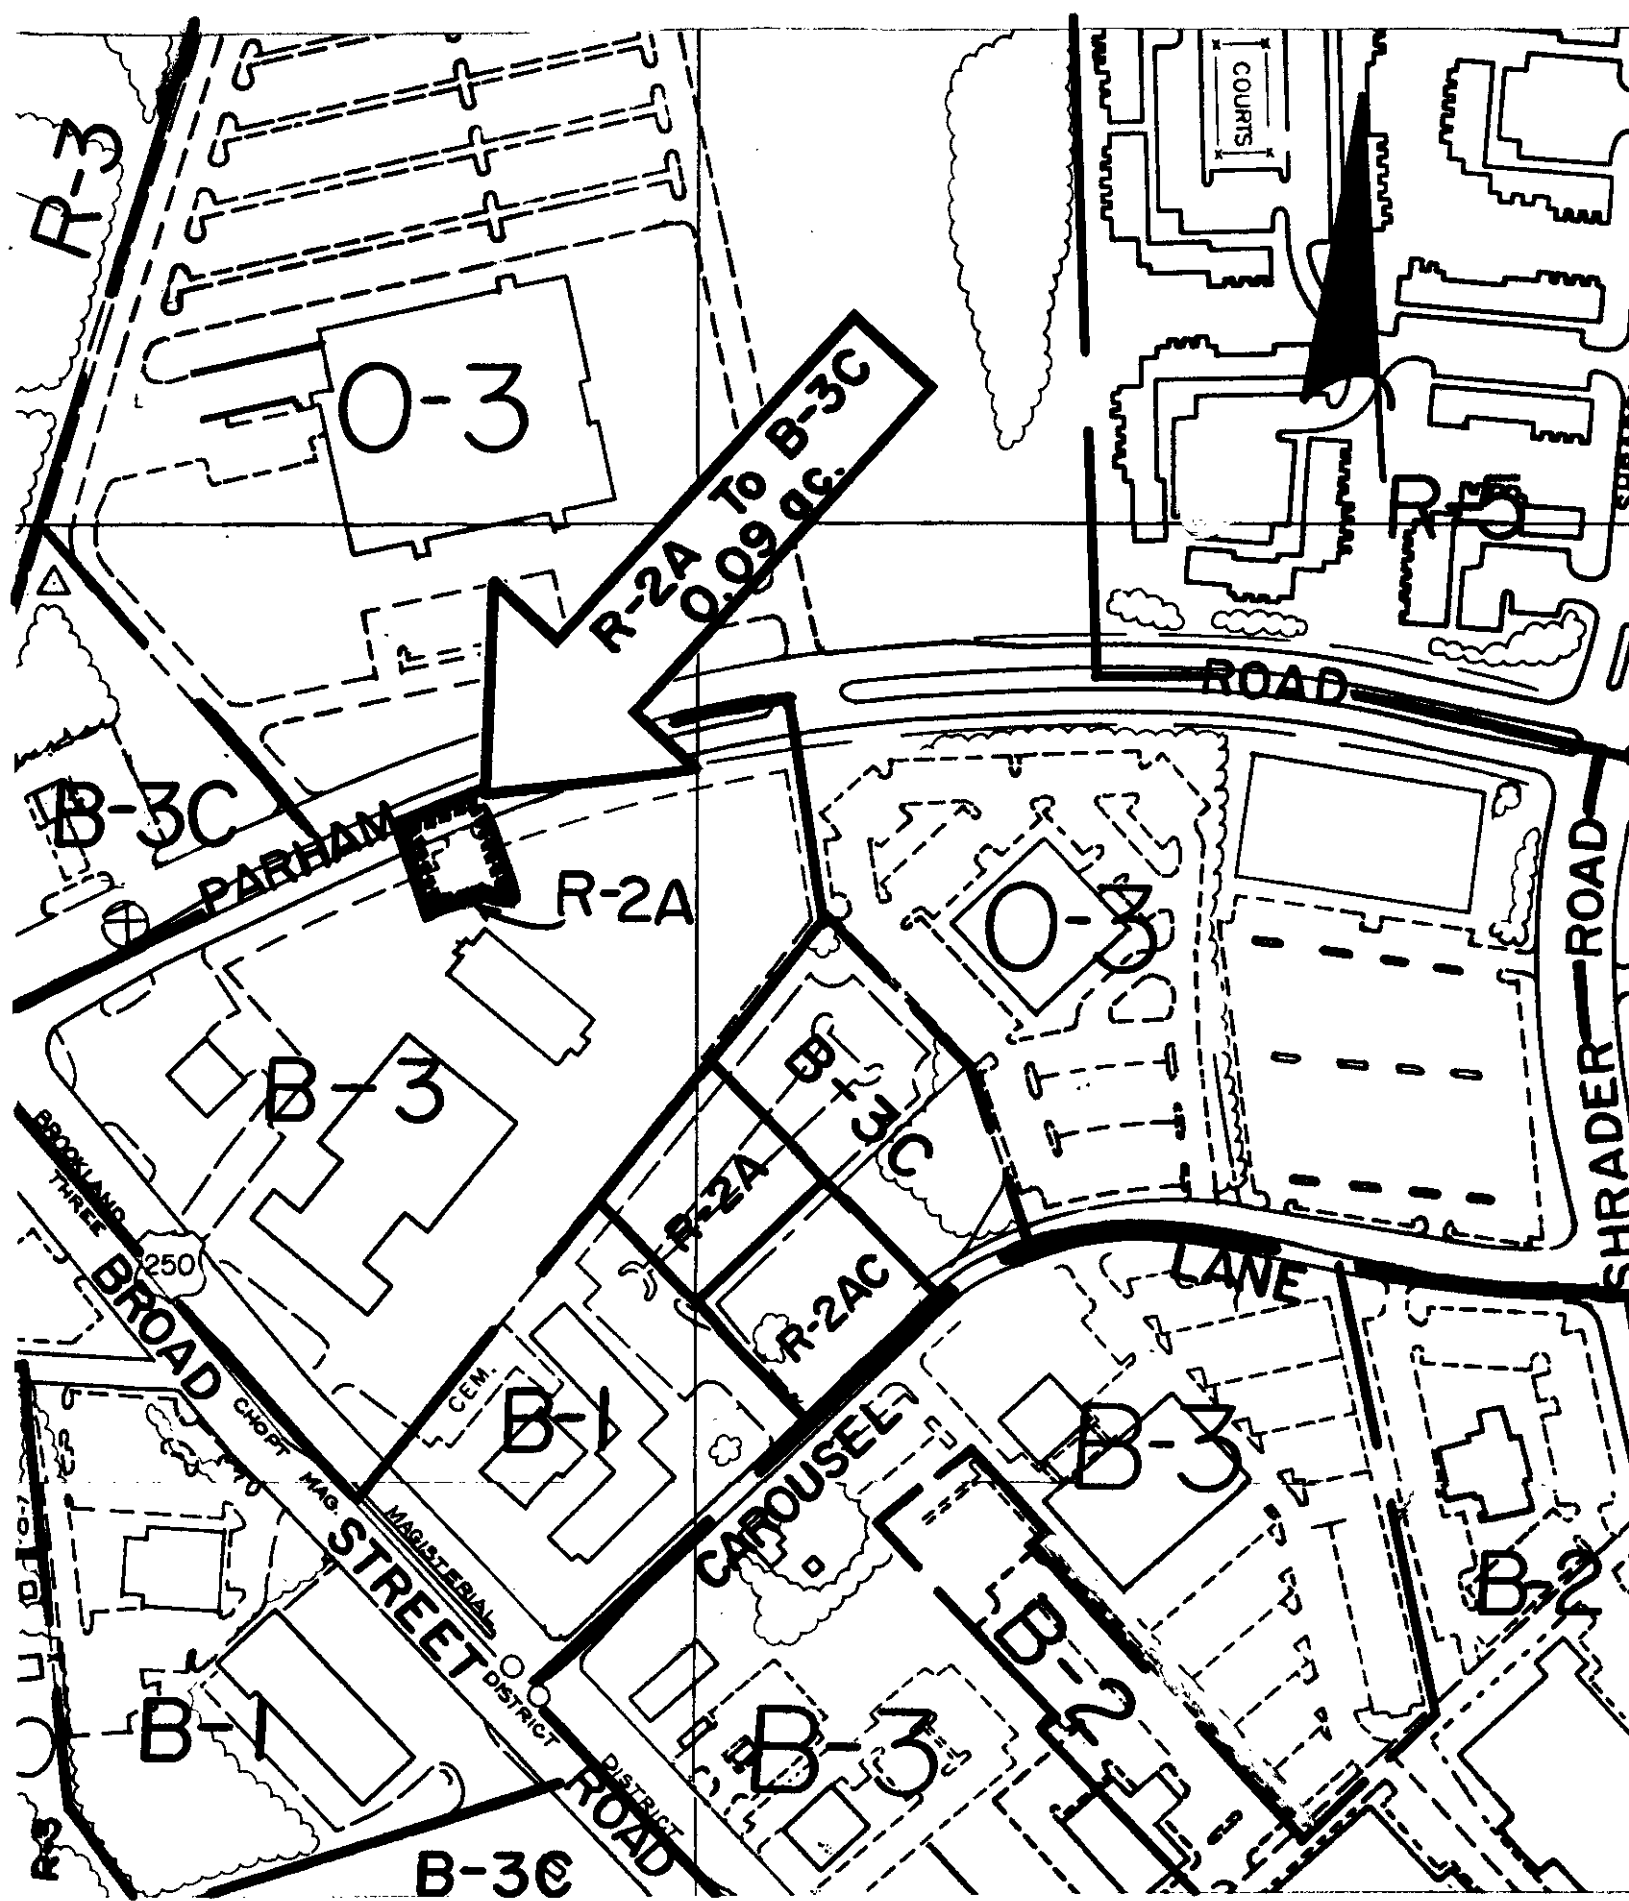 COURTS
R-3
O-3
R-2A To B-3C
0.09 ac.
R-5
ROAD
B-3C
PARHAM
R-2A
O-3
ROAD
SHRADER
B-3
B-3C
R-2A
R-2AC
BROOKLAND
THREE
250
BROAD
LANE
CHOPT
MAG.
CEM.
B-1
B-3
CAROUSEL
MAGISTERIAL
STREET
DISTRICT
B-2
B-2
B-1
B-3
DISTRICT
ROAD
R-3
B-3C